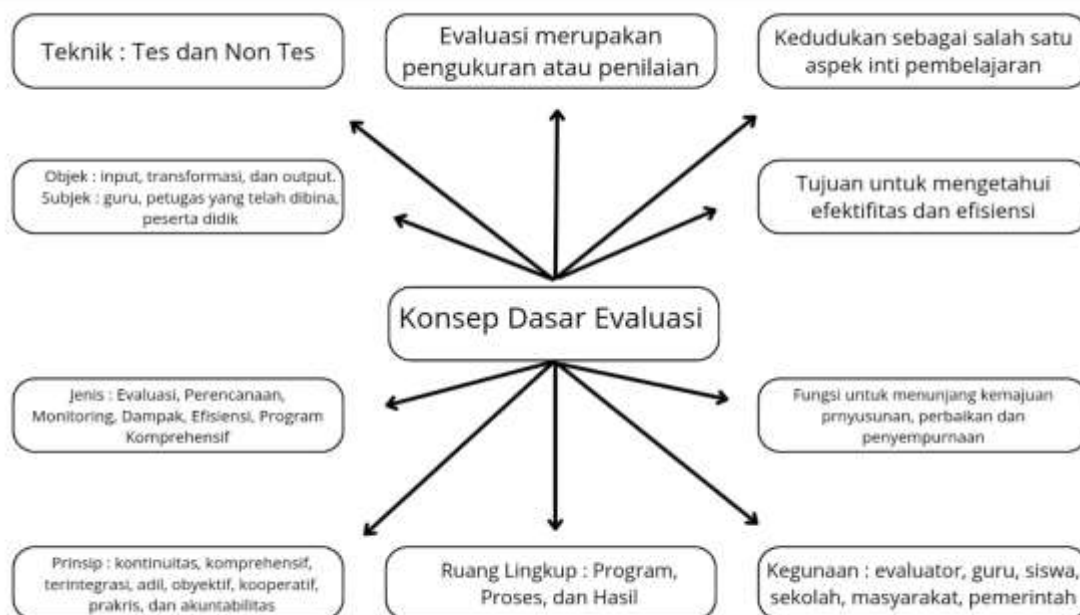 Teknik : Tes dan Non Tes
Evaluasi merupakan
pengukuran atau penilaian
Kedudukan sebagai salah satu
aspek inti pembelajaran
Objek : input, transformasi, dan output.
Subjek : guru, petugas yang telah dibina,
peserta didik
Tujuan untuk mengetahui
efektifitas dan efisiensi
Konsep Dasar Evaluasi
Jenis : Evaluasi, Perencanaan,
Monitoring, Dampak, Efisiensi, Program
Komprehensif
Fungsi untuk menunjang kemajuan
prnyusunan, perbaikan dan
penyempurnaan
Prinsip : kontinuitas, komprehensif,
terintegrasi, adil, obyektif, kooperatif,
prakris, dan akuntabilitas
Ruang Lingkup : Program,
Proses, dan Hasil
Kegunaan : evaluator, guru, siswa,
sekolah, masyarakat, pemerintah